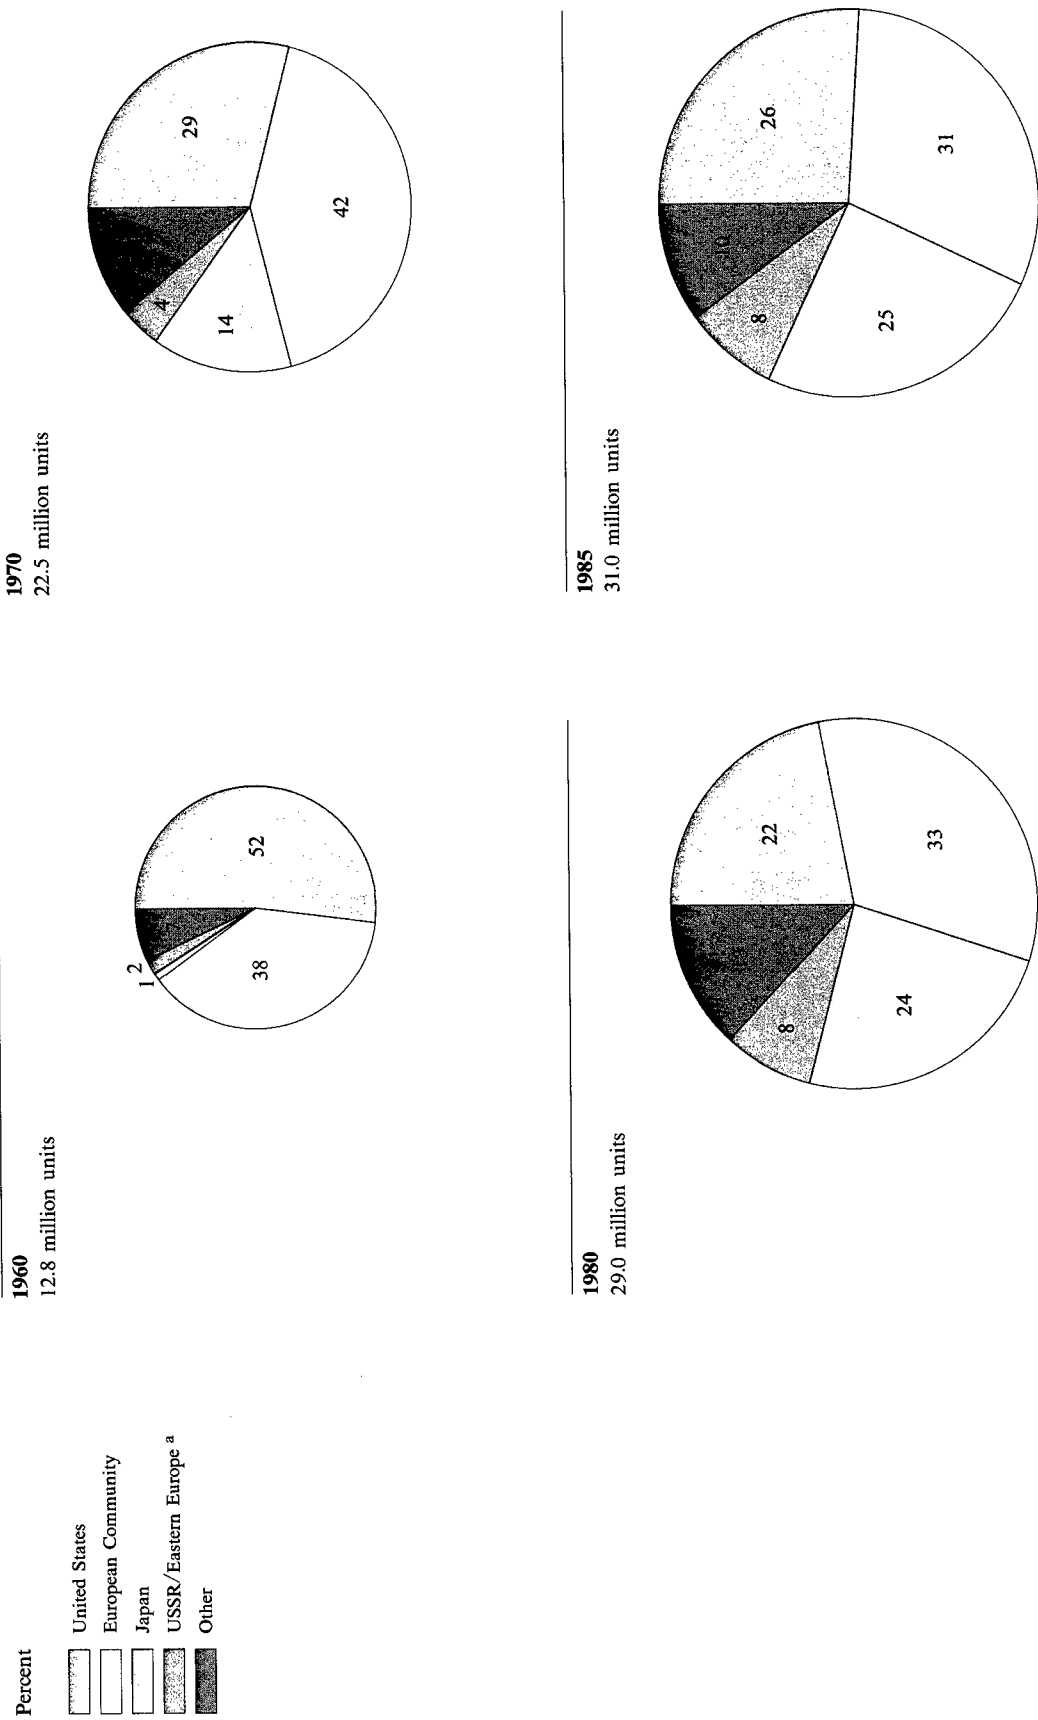 Percent
United States
European Community
Japan
USSR/Eastern Europe a
Other
1960
12.8 million units
52
38
1
2
1970
22.5 million units
29
42
14
4
1980
29.0 million units
22
33
24
8
1985
31.0 million units
26
31
25
8
10